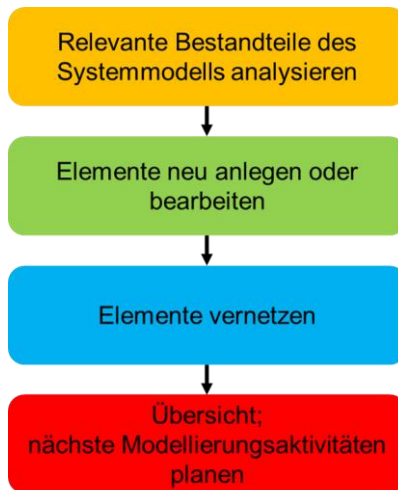 Relevante Bestandteile des
Systemmodells analysieren
Elemente neu anlegen oder
bearbeiten
Elemente vernetzen
Übersicht;
nächste Modellierungsaktivitäten
planen